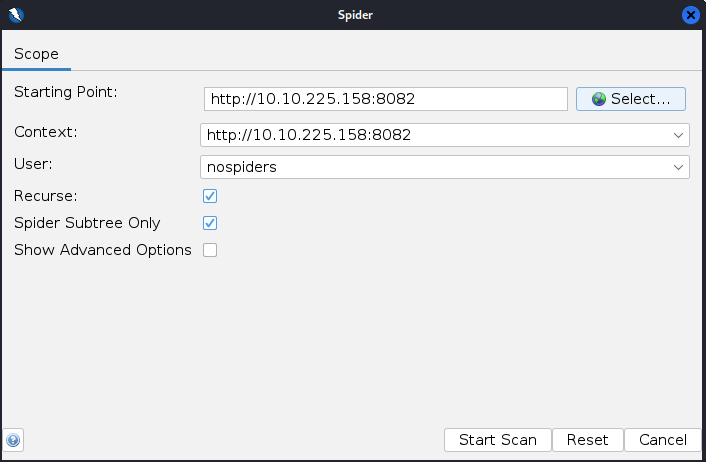 Spider
Scope
Starting Point: http://10.10.225.158:8082 Select...
Context: http://10.10.225.158:8082
User: nospiders
Recurse:
Spider Subtree Only
Show Advanced Options
Start Scan Reset Cancel